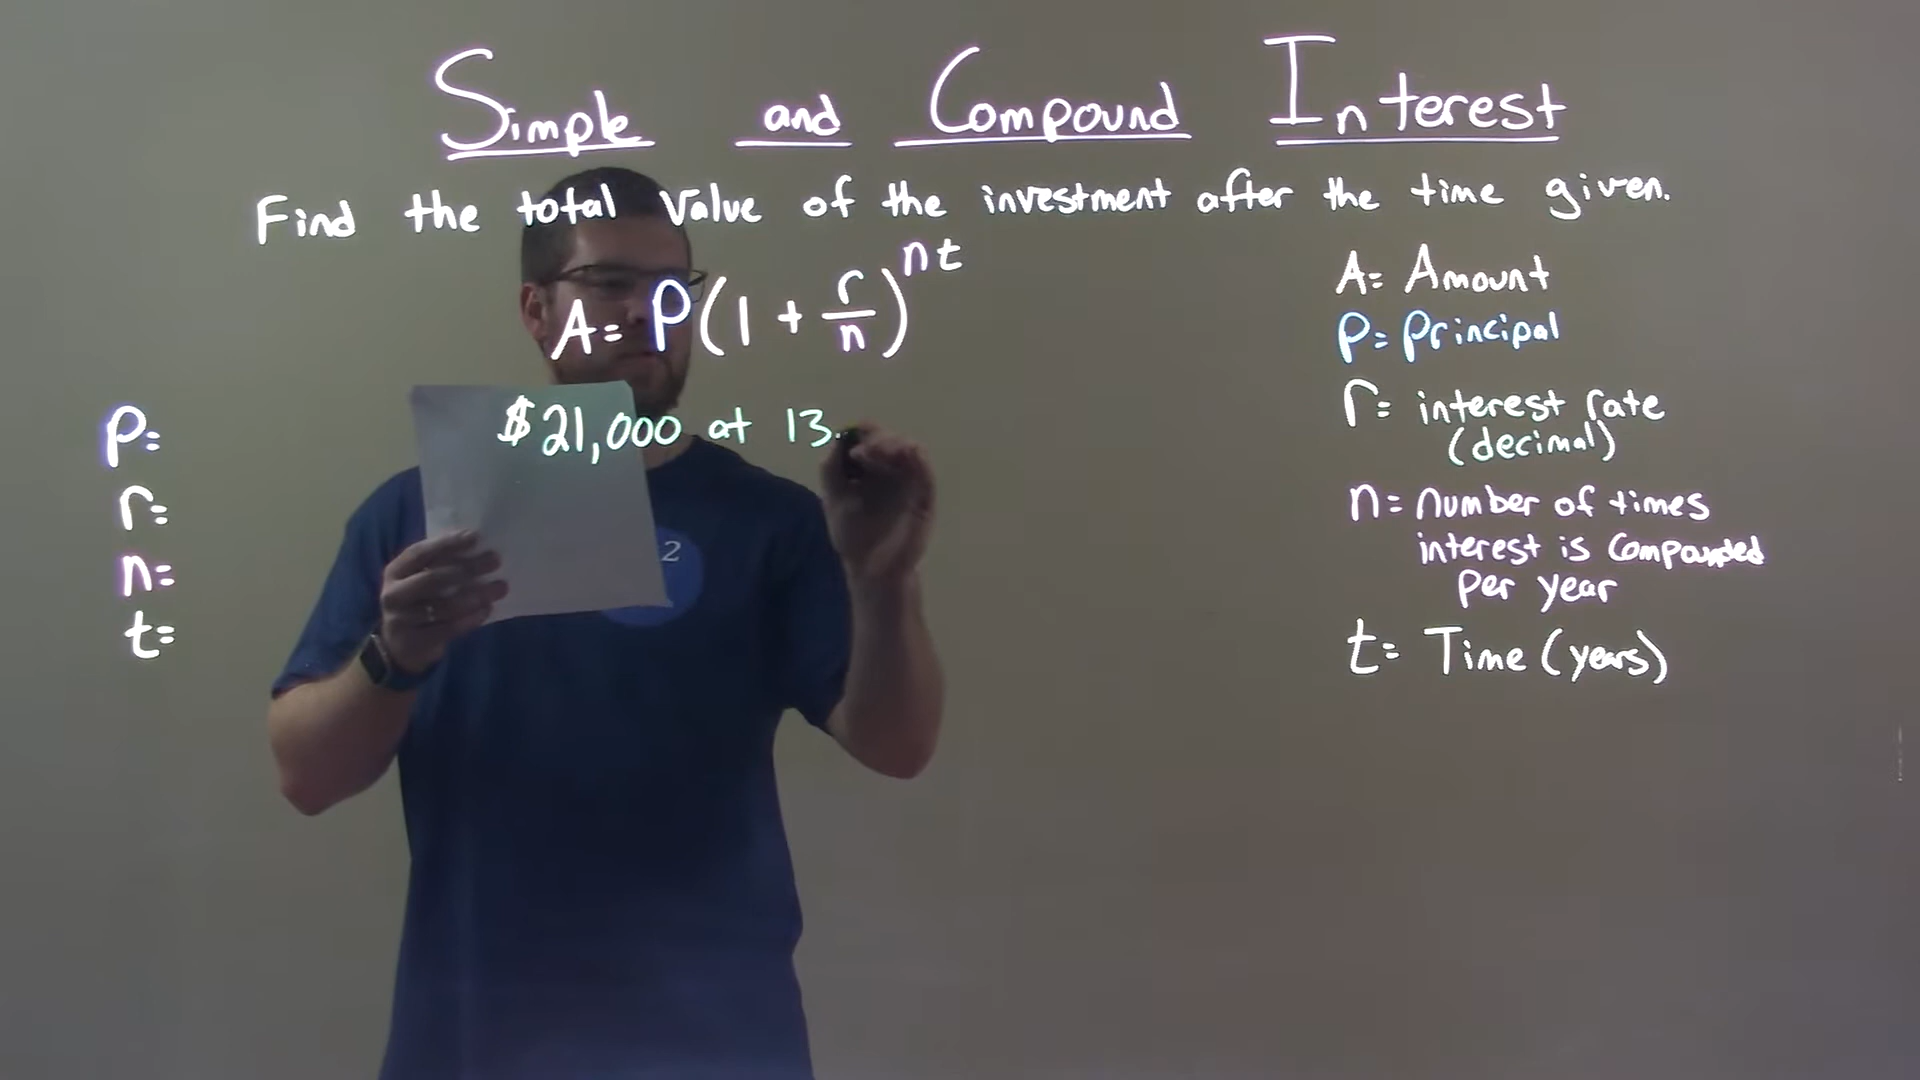 Simple and Compound Interest
Find the total value of the investment after the time given.
A= P(1 + r/n)^nt
$21,000 at 13.
P=
r=
n=
t=
A= Amount
P= Principal
r= interest rate
(decimal)
n= number of times
interest is compounded
per year
t= Time (years)
2